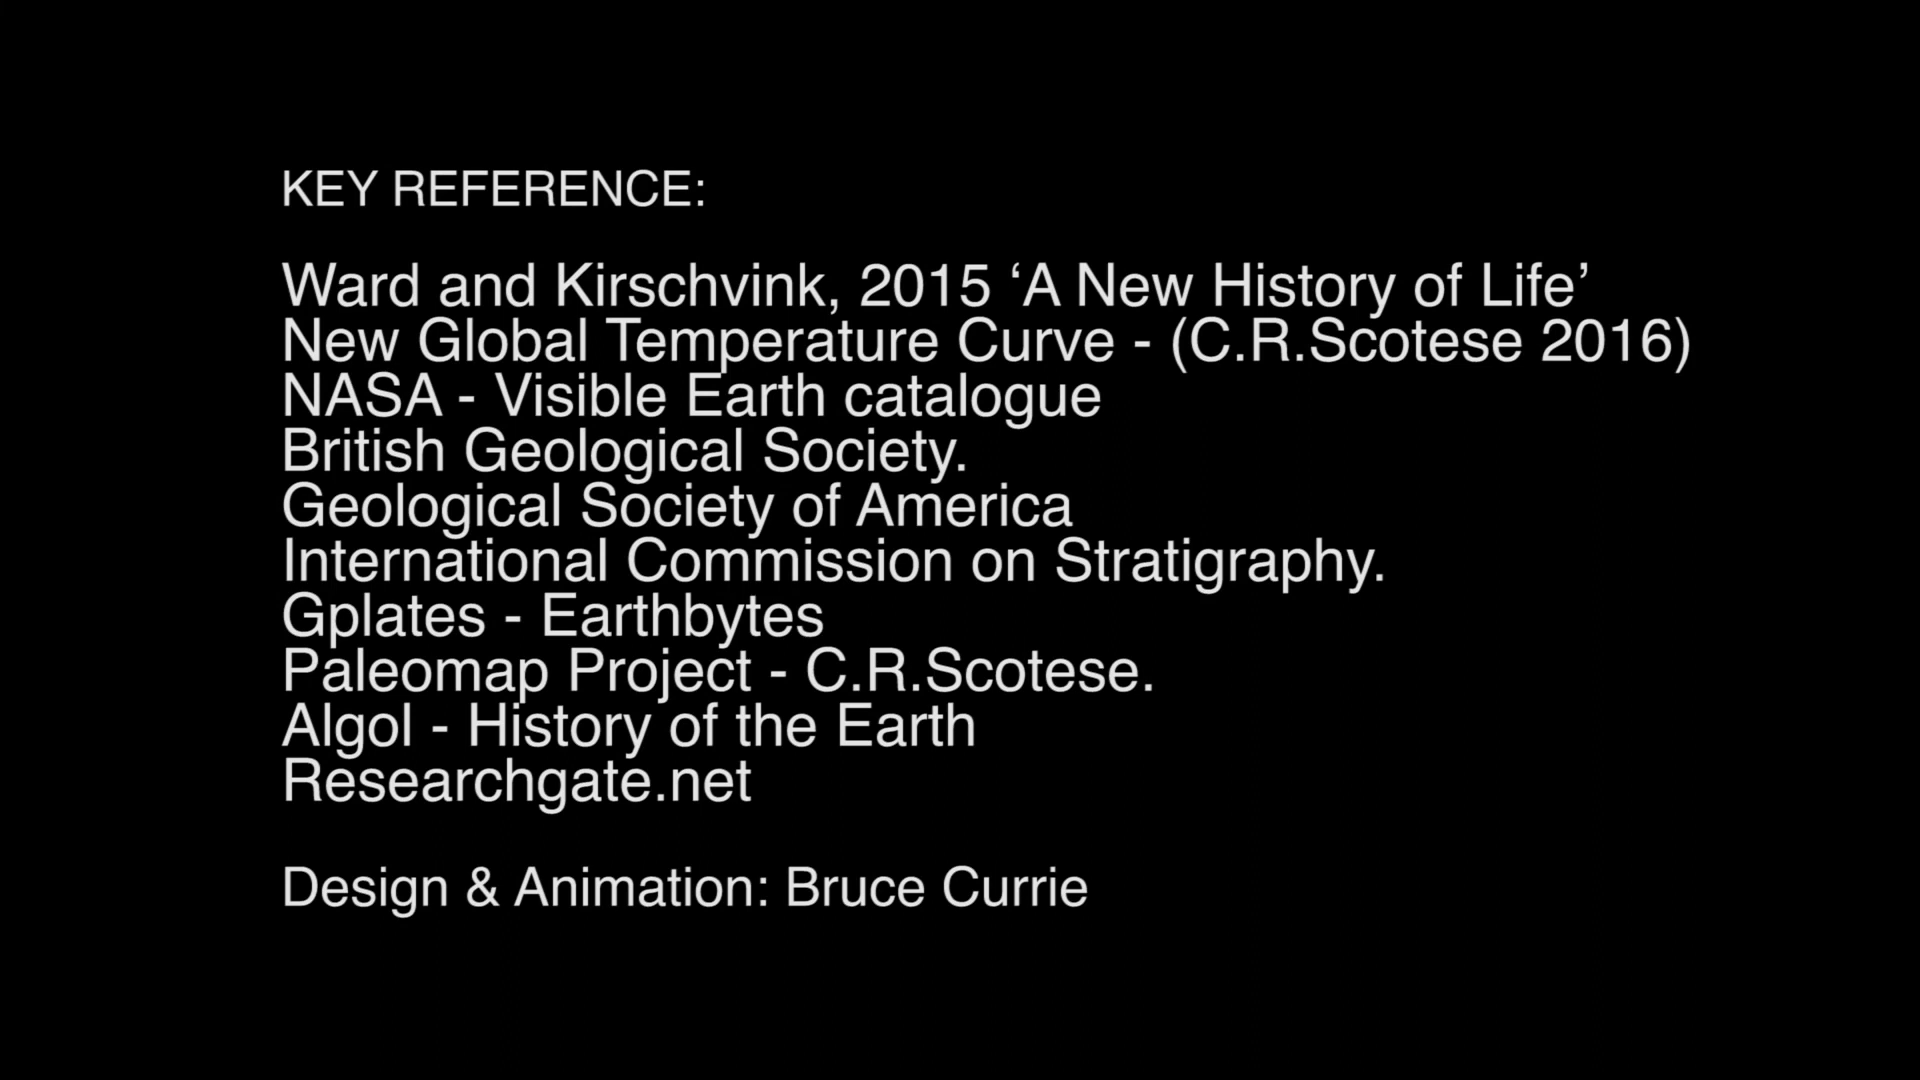 KEY REFERENCE:
Ward and Kirschvink, 2015 ‘A New History of Life’
New Global Temperature Curve - (C.R.Scotese 2016)
NASA - Visible Earth catalogue
British Geological Society.
Geological Society of America
International Commission on Stratigraphy.
Gplates - Earthbytes
Paleomap Project - C.R.Scotese.
Algol - History of the Earth
Researchgate.net
Design & Animation: Bruce Currie